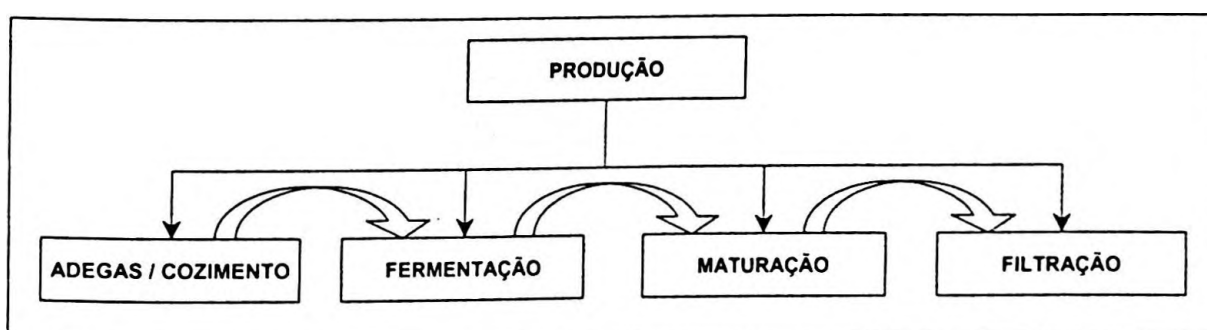 PRODUÇÃO
ADEGAS / COZIMENTO
FERMENTAÇÃO
MATURAÇÃO
FILTRAÇÃO